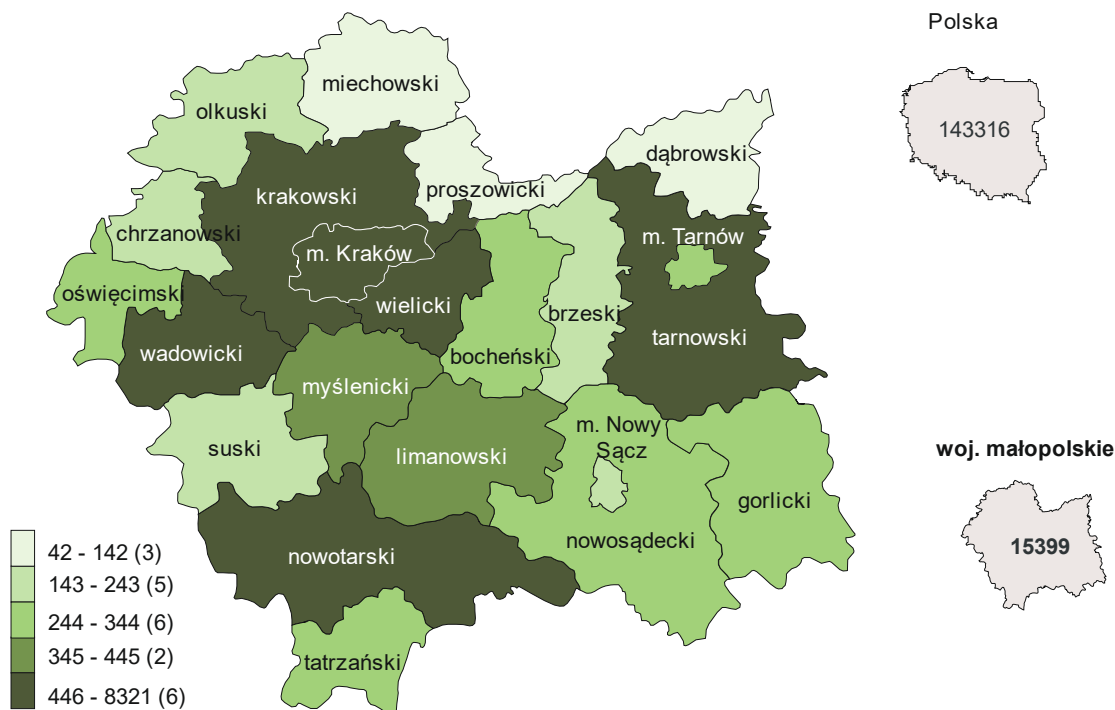 Polska
143316
miechowski
olkuski
dąbrowski
proszowicki
krakowski
chrzanowski
m. Tarnów
m. Kraków
oświęcimski
wielicki
brzeski
tarnowski
wadowicki
bocheński
myślenicki
m. Nowy
Sącz
suski
limanowski
woj. małopolskie
gorlicki
15399
nowotarski
nowosądecki
tatrzański
42 - 142 (3)
143 - 243 (5)
244 - 344 (6)
345 - 445 (2)
446 - 8321 (6)